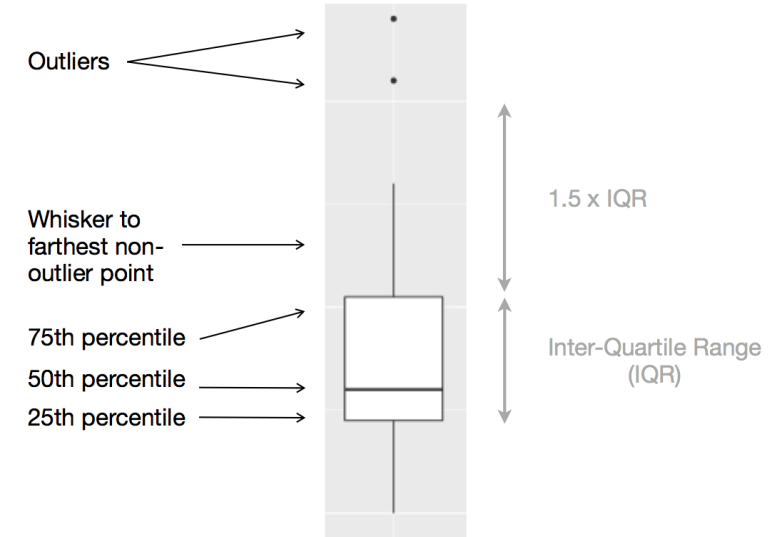 Outliers
Whisker to
farthest non-
outlier point
75th percentile
50th percentile
25th percentile
1.5 x IQR
Inter-Quartile Range
(IQR)